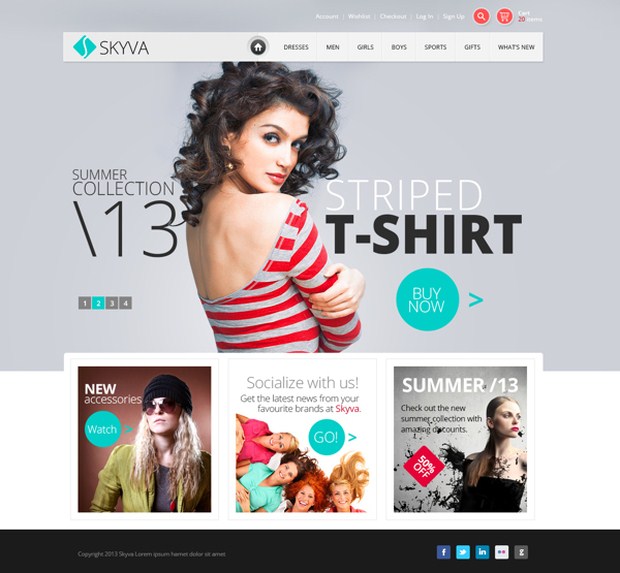 Account | Wishlist | Checkout | Log In | Sign Up
Cart
20 items
SKYVA
DRESSES MEN GIRLS BOYS SPORTS GIFTS WHAT'S NEW
SUMMER
COLLECTION
\13
STRIPED
T-SHIRT
BUY
NOW
>
1 2 3 4
NEW
accessories
Watch >
Socialize with us!
Get the latest news from your
favourite brands at Skyva.
GO! >
SUMMER /13
Check out the new
summer collection with
amazing discounts.
50%
OFF
Copyright 2013 Skyva Lorem ipsum hamet dolor sit amet
f in g